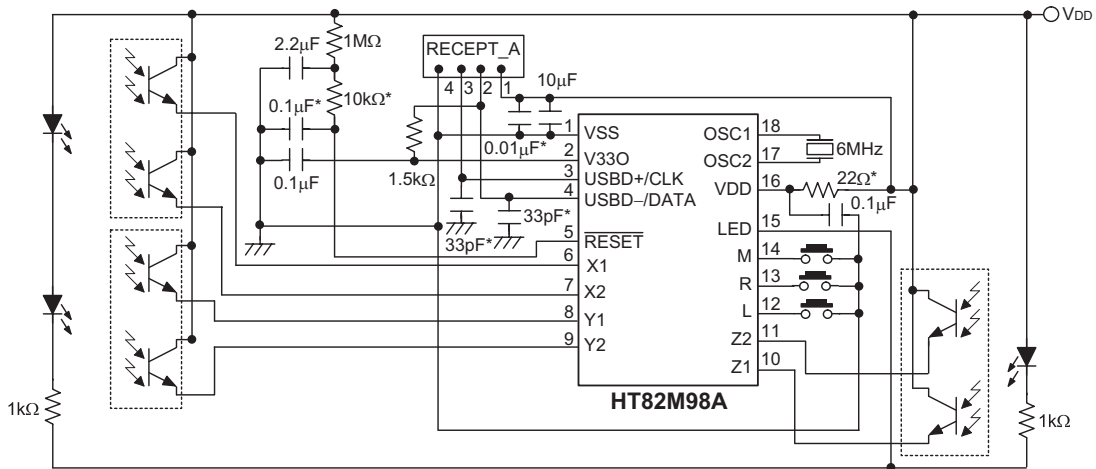 VDD
2.2μF
1MΩ
RECEPT_A
4 3 2 1
10μF
10kΩ*
0.1μF*
0.01μF*
0.1μF
1.5kΩ
33pF*
33pF*
1 VSS
2 V33O
3 USBD+/CLK
4 USBD−/DATA
5 RESET
6 X1
7 X2
8 Y1
9 Y2
OSC1 18
OSC2 17
VDD 16
LED 15
M 14
R 13
L 12
Z2 11
Z1 10
6MHz
22Ω*
0.1μF
HT82M98A
1kΩ
1kΩ